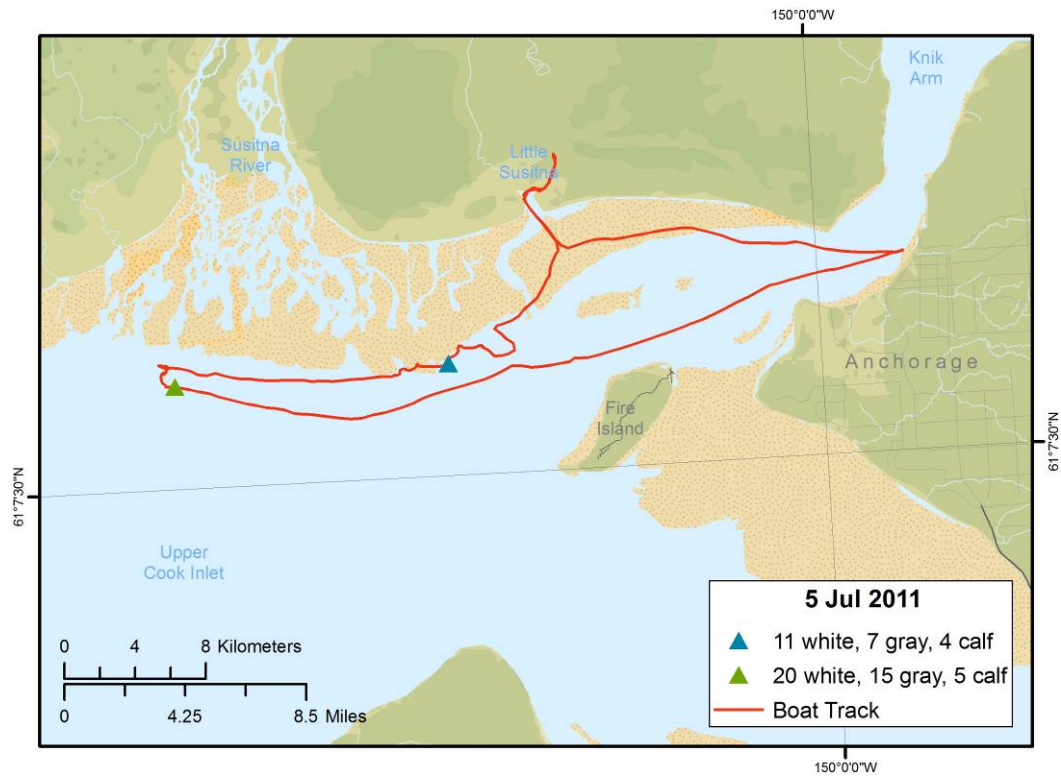 150°0'0"W
Knik
Arm
Susitna
River
Little
Susitna
Anchorage
Fire
Island
61°7'30"N
61°7'30"N
Upper
Cook Inlet
0 4 8 Kilometers
0 4.25 8.5 Miles
5 Jul 2011
11 white, 7 gray, 4 calf
20 white, 15 gray, 5 calf
Boat Track
150°0'0"W